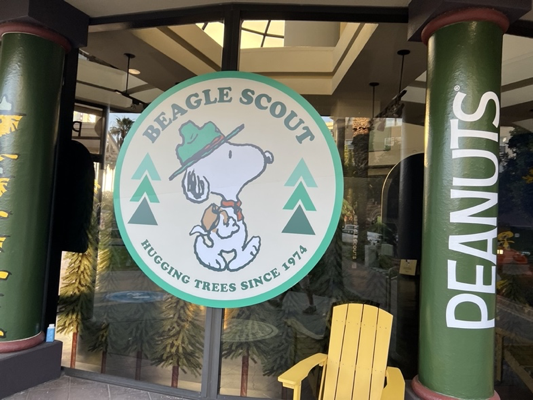 BEAGLE SCOUT
HUGGING TREES SINCE 1974
PEANUTS